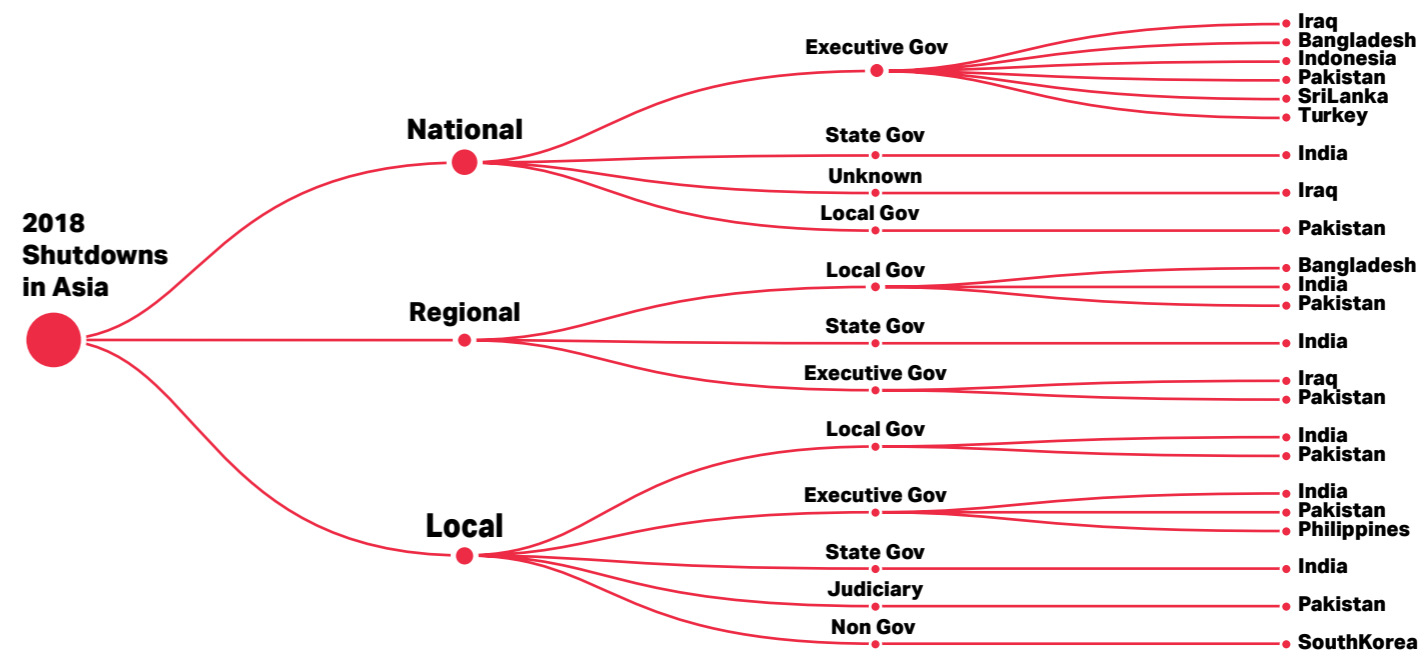 2018
Shutdowns
in Asia
National
Executive Gov
Iraq
Bangladesh
Indonesia
Pakistan
SriLanka
Turkey
State Gov
India
Unknown
Iraq
Local Gov
Pakistan
Regional
Local Gov
Bangladesh
India
Pakistan
State Gov
India
Executive Gov
Iraq
Pakistan
Local
Local Gov
India
Pakistan
Executive Gov
India
Pakistan
Philippines
State Gov
India
Judiciary
Pakistan
Non Gov
SouthKorea